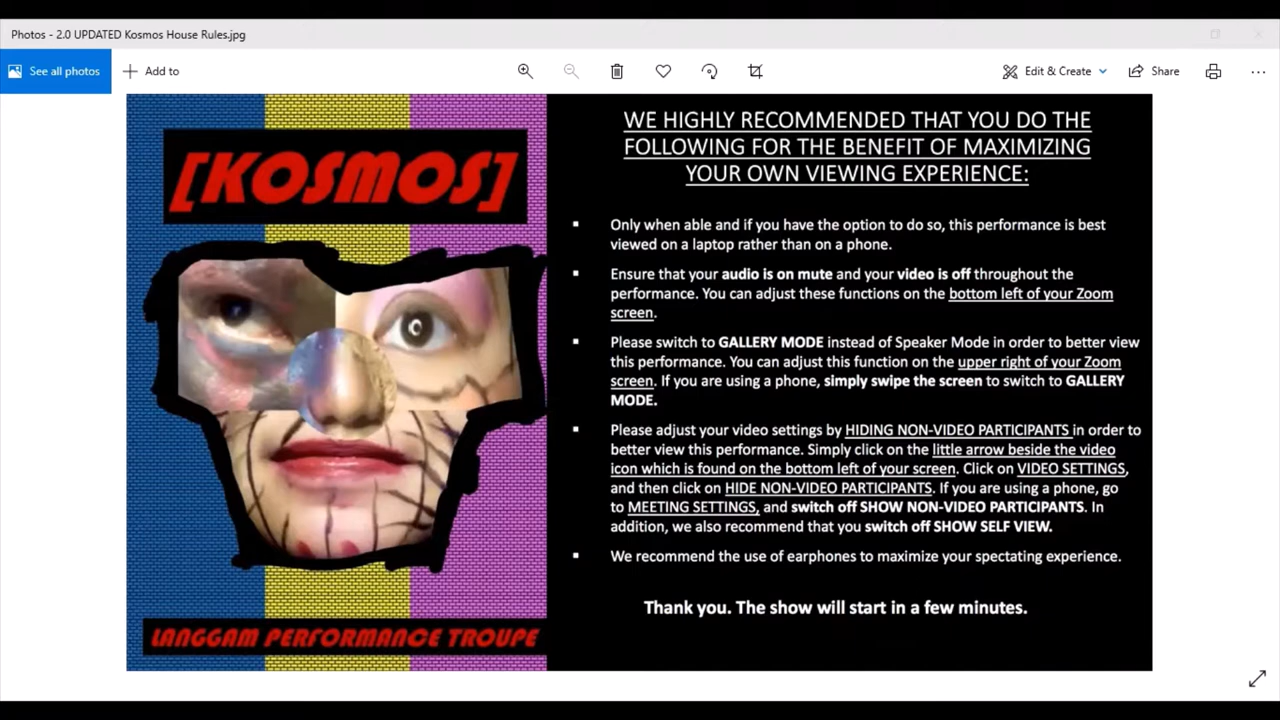 Photos - 2.0 UPDATED Kosmos House Rules.jpg
See all photos
Add to
Edit & Create
Share
[KOSMOS]
LANGGAM PERFORMANCE TROUPE
WE HIGHLY RECOMMENDED THAT YOU DO THE
FOLLOWING FOR THE BENEFIT OF MAXIMIZING
YOUR OWN VIEWING EXPERIENCE:
Only when able and if you have the option to do so, this performance is best
viewed on a laptop rather than on a phone.
Ensure that your audio is on mute and your video is off throughout the
performance. You can adjust these functions on the bottom left of your Zoom
screen.
Please switch to GALLERY MODE instead of Speaker Mode in order to better view
this performance. You can adjust this function on the upper right of your Zoom
screen. If you are using a phone, simply swipe the screen to switch to GALLERY
MODE.
Please adjust your video settings by HIDING NON-VIDEO PARTICIPANTS in order to
better view this performance. Simply click on the little arrow beside the video
icon which is found on the bottom left of your screen. Click on VIDEO SETTINGS,
and then click on HIDE NON-VIDEO PARTICIPANTS. If you are using a phone, go
to MEETING SETTINGS, and switch off SHOW NON-VIDEO PARTICIPANTS. In
addition, we also recommend that you switch off SHOW SELF VIEW.
We recommend the use of earphones to maximize your spectating experience.
Thank you. The show will start in a few minutes.